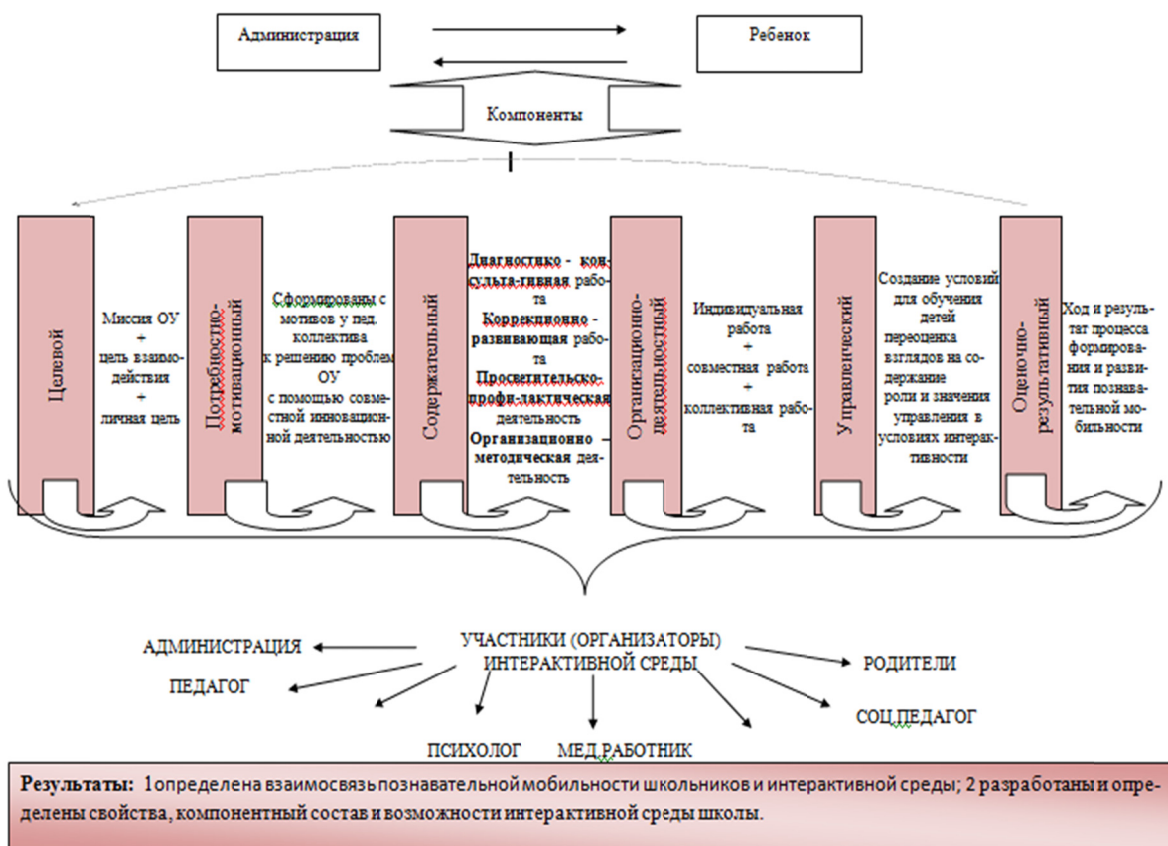 Администрация
Ребенок
Компоненты
Целевой
Миссия ОУ
+
цель взаимо-
действия
+
личная цель
Потребностно-
мотивационный
Сформированы с
мотивов у пед.
коллектива
к решению проблем
ОУ
с помощью совме-
стной инновацион-
ной деятельностью
Содержательный
Диагностико - кон-
сульта-тивная рабо-
та
Коррекционно -
развивающая рабо-
та
Просветительско-
профи-лактическая
деятельность
Организационно –
методическая дея-
тельность
Организационно-
деятельностный
Индивидуальная
работа
+
совместная работа
+
коллективная рабо-
та
Управленческий
Создание условий
для обучения
детей
переоценка
взглядов на со-
держание
роли и значения
управления в
условиях интерак-
тивности
Оценочно-
результативный
Ход и резуль-
тат процесса
формирова-
ния и разви-
тия познава-
тельной мо-
бильности
УЧАСТНИКИ (ОРГАНИЗАТОРЫ)
ИНТЕРАКТИВНОЙ СРЕДЫ
АДМИНИСТРАЦИЯ
РОДИТЕЛИ
ПЕДАГОГ
СОЦ.ПЕДАГОГ
ПСИХОЛОГ
МЕД.РАБОТНИК
Результаты: 1определена взаимосвязь познавательной мобильности школьников и интерактивной среды; 2 разработаны и опре-
делены свойства, компонентный состав и возможности интерактивной среды школы.